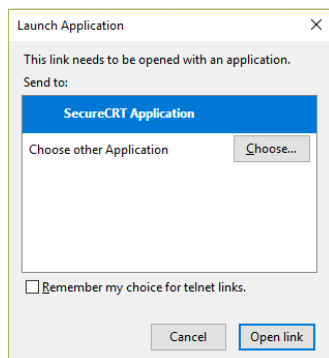 Launch Application
This link needs to be opened with an application.
Send to:
SecureCRT Application
Choose other Application
Choose...
Remember my choice for telnet links.
Cancel
Open link